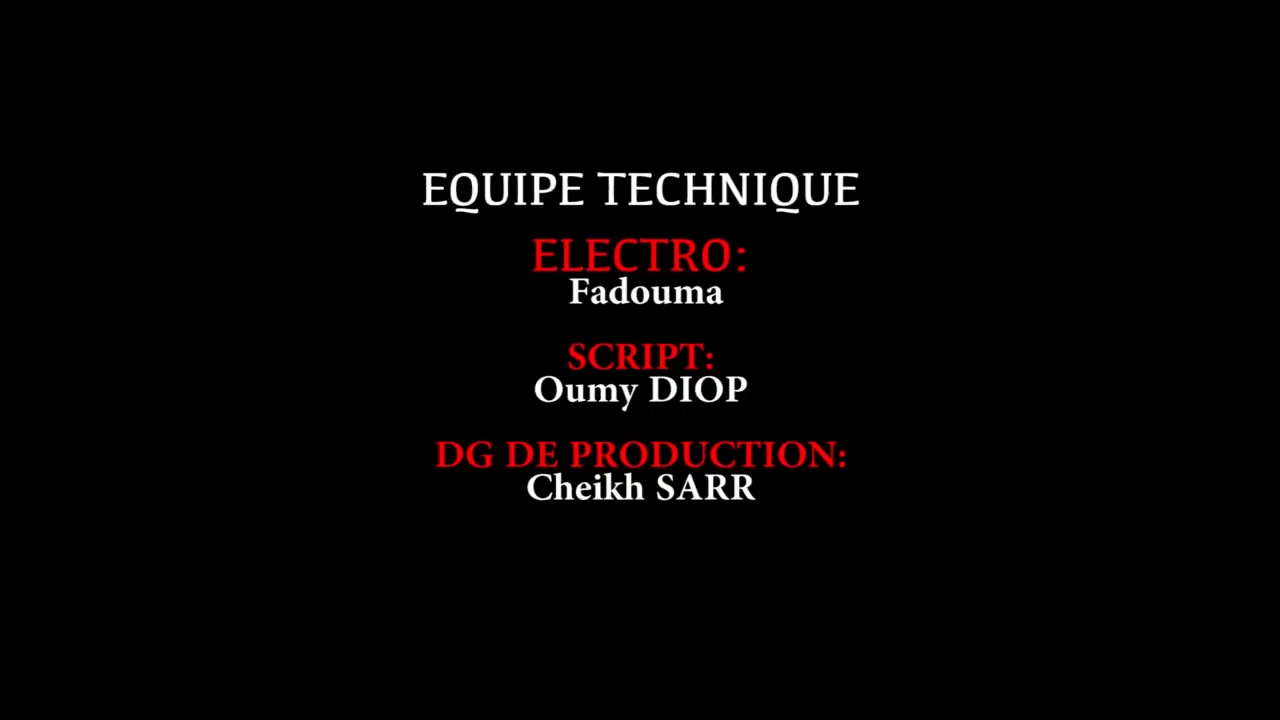 EQUIPE TECHNIQUE
ELECTRO:
Fadouma
SCRIPT:
Oumy DIOP
DG DE PRODUCTION:
Cheikh SARR